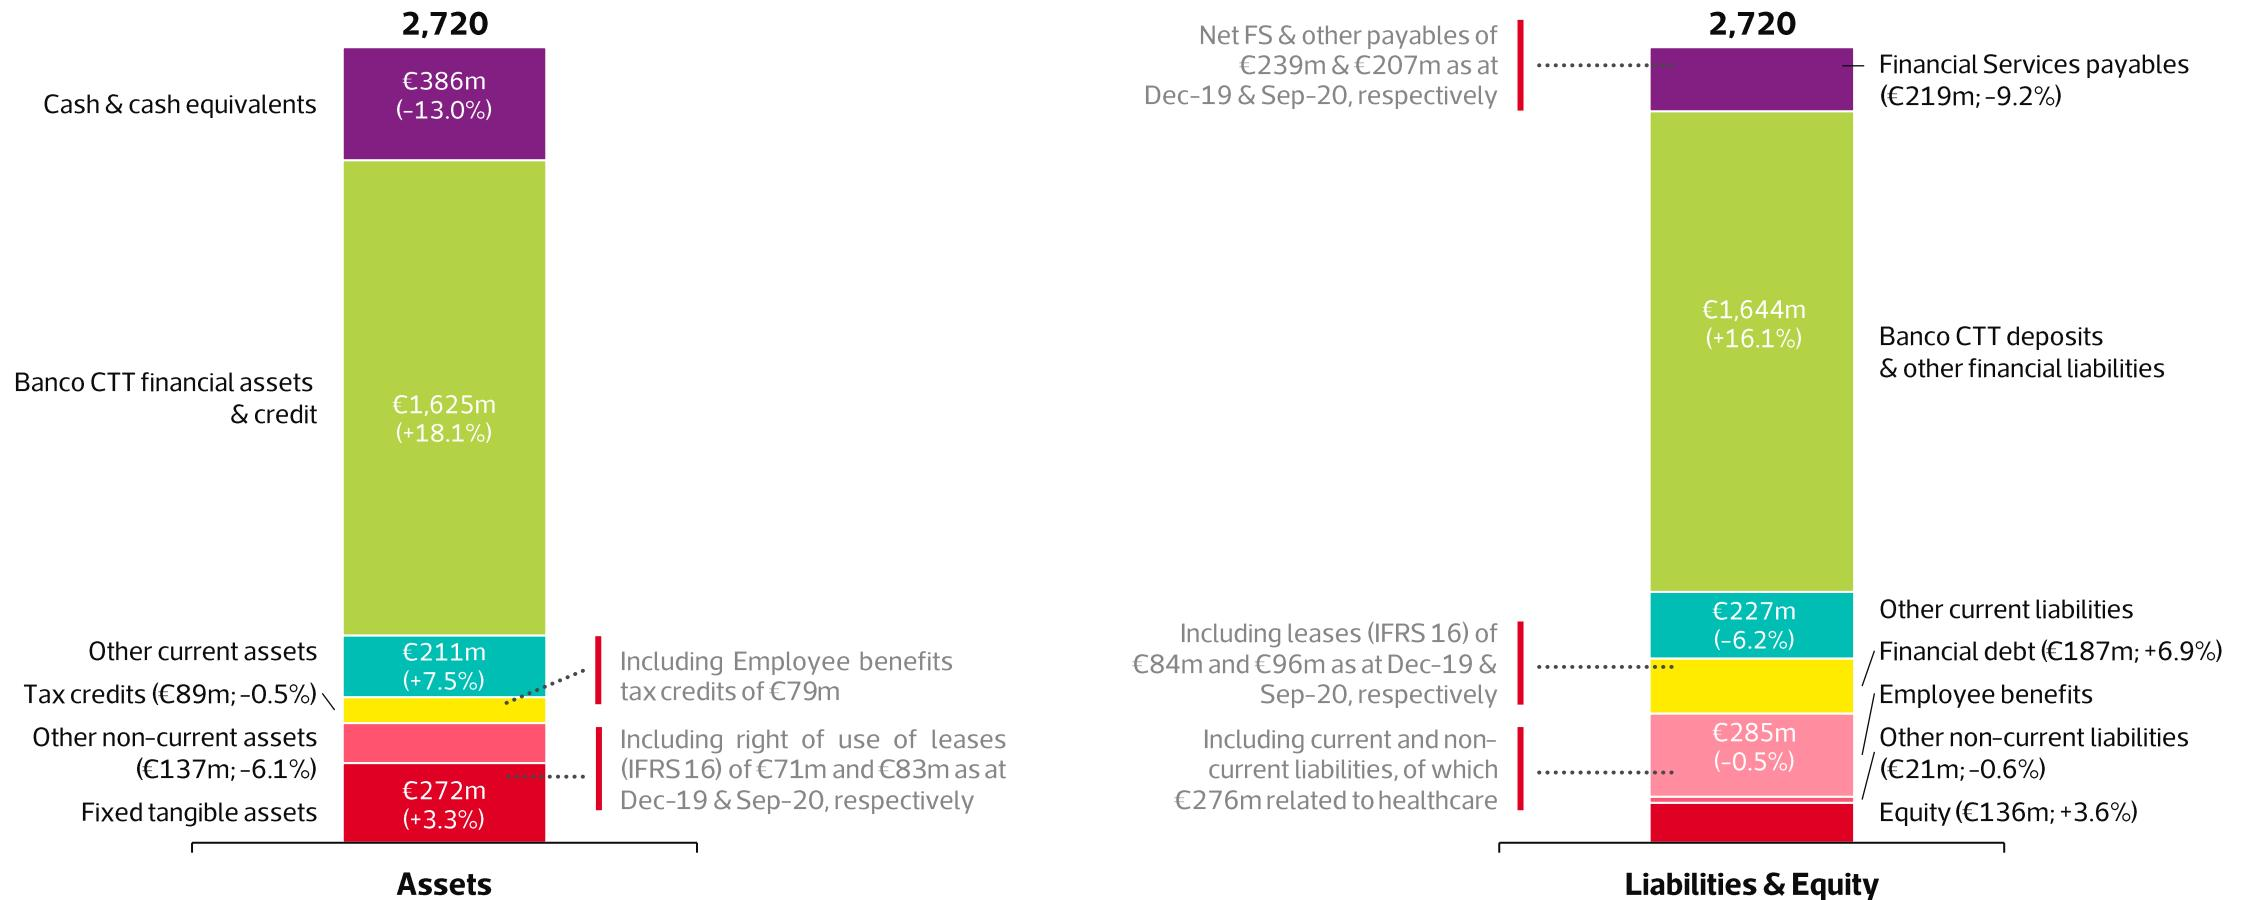 2,720
Cash & cash equivalents
€386m
(-13.0%)
Banco CTT financial assets
& credit
€1,625m
(+18.1%)
Other current assets
€211m
(+7.5%)
Tax credits (€89m; -0.5%)
Including Employee benefits
tax credits of €79m
Other non-current assets
(€137m; -6.1%)
Including right of use of leases
(IFRS 16) of €71m and €83m as at
Dec-19 & Sep-20, respectively
Fixed tangible assets
€272m
(+3.3%)
Assets
2,720
Net FS & other payables of
€239m & €207m as at
Dec-19 & Sep-20, respectively
Financial Services payables
(€219m; -9.2%)
€1,644m
(+16.1%)
Banco CTT deposits
& other financial liabilities
€227m
(-6.2%)
Other current liabilities
Including leases (IFRS 16) of
€84m and €96m as at Dec-19 &
Sep-20, respectively
Financial debt (€187m; +6.9%)
Employee benefits
€285m
(-0.5%)
Including current and non-
current liabilities, of which
€276m related to healthcare
Other non-current liabilities
(€21m; -0.6%)
Equity (€136m; +3.6%)
Liabilities & Equity